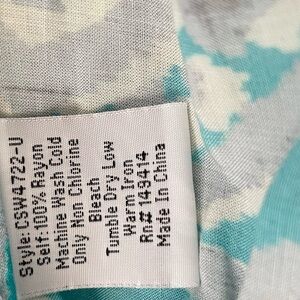 Style:CSW4722-U
Self:100% Rayon
Machine Wash Cold
Only Non Chlorine
Bleach
Tumble Dry Low
Warm Iron
Rn# 149414
Made In China